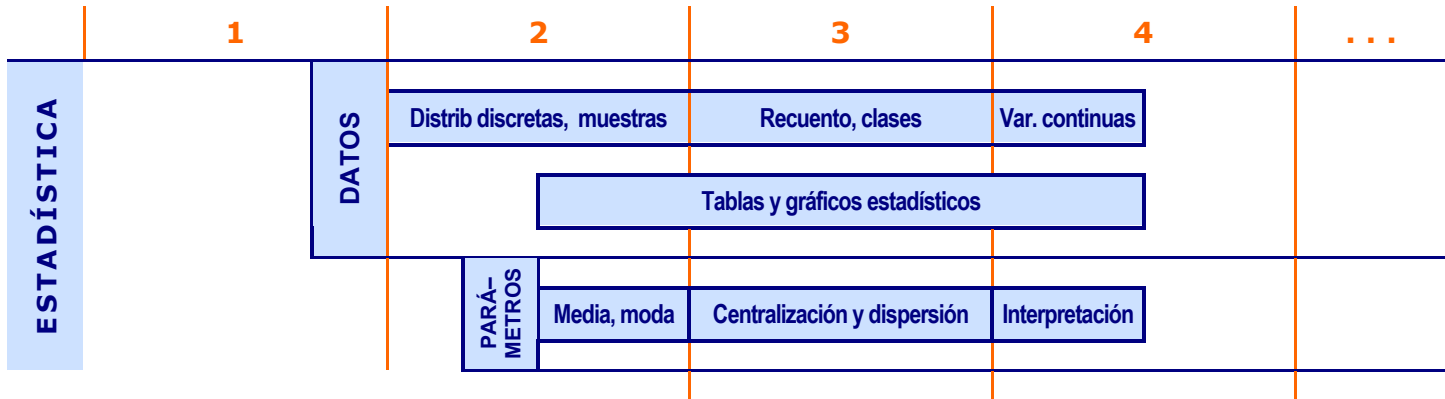 1 2 3 4 . . .
ESTADÍSTICA
DATOS
Distrib discretas, muestras
Recuento, clases
Var. continuas
Tablas y gráficos estadísticos
PARÁ–
METROS
Media, moda
Centralización y dispersión
Interpretación